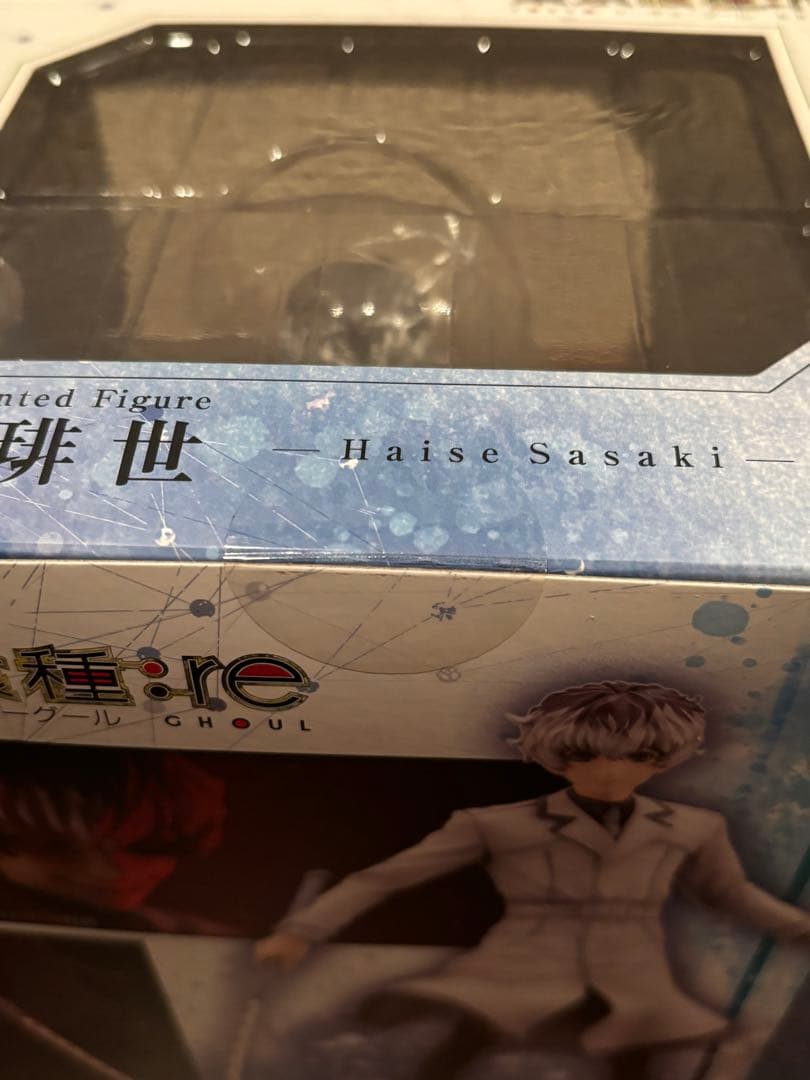 nted Figure
琲世 — Haise Sasaki —
種:re
ーグール GHOUL